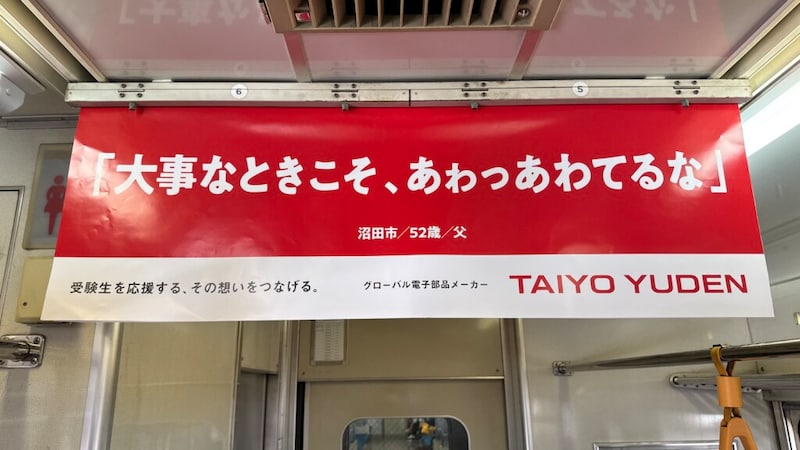 6
5
「大事なときこそ、あわっあわてるな」
沼田市／52歳／父
受験生を応援する、その想いをつなげる。
グローバル電子部品メーカー
TAIYO YUDEN